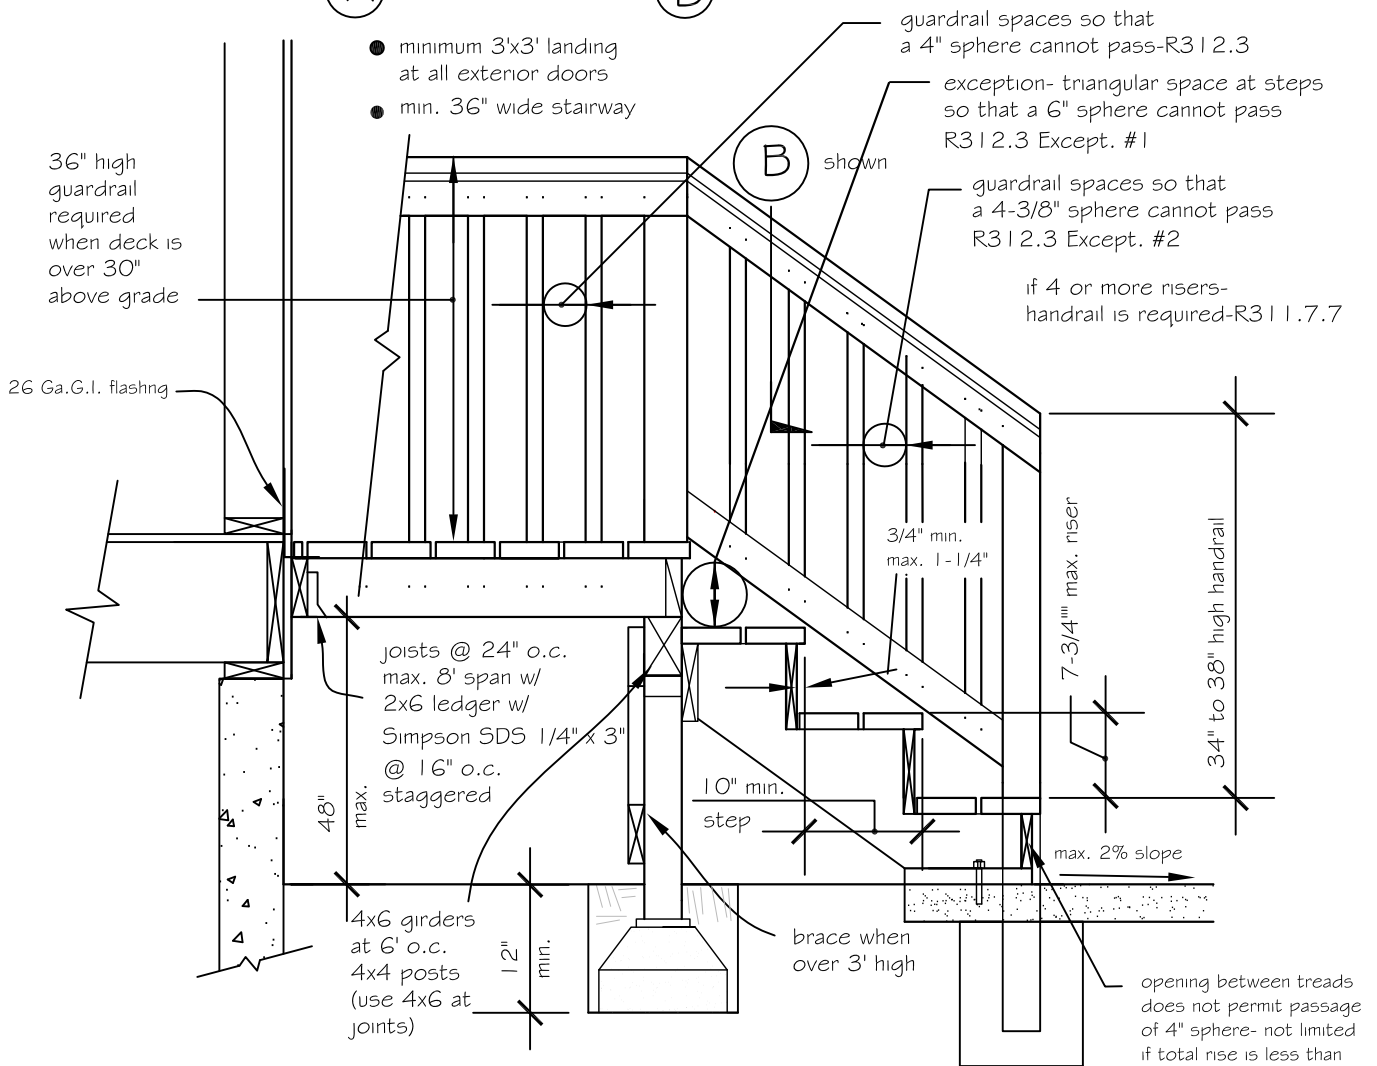 guardrail spaces so that
a 4" sphere cannot pass-R312.3
minimum 3'x3' landing
at all exterior doors
min. 36" wide stairway
exception- triangular space at steps
so that a 6" sphere cannot pass
R312.3 Except. #1
B shown
36" high
guardrail
required
when deck is
over 30"
above grade
guardrail spaces so that
a 4-3/8" sphere cannot pass
R312.3 Except. #2
if 4 or more risers-
handrail is required-R311.7.7
26 Ga.G.I. flashng
3/4" min.
max. 1-1/4"
7-3/4"" max. riser
34" to 38" high handrail
joists @ 24" o.c.
max. 8' span w/
2x6 ledger w/
Simpson SDS 1/4" x 3"
@ 16" o.c.
staggered
48"
max.
10" min.
step
max. 2% slope
4x6 girders
at 6' o.c.
4x4 posts
(use 4x6 at
joints)
12"
min.
brace when
over 3' high
opening between treads
does not permit passage
of 4" sphere- not limited
if total rise is less than